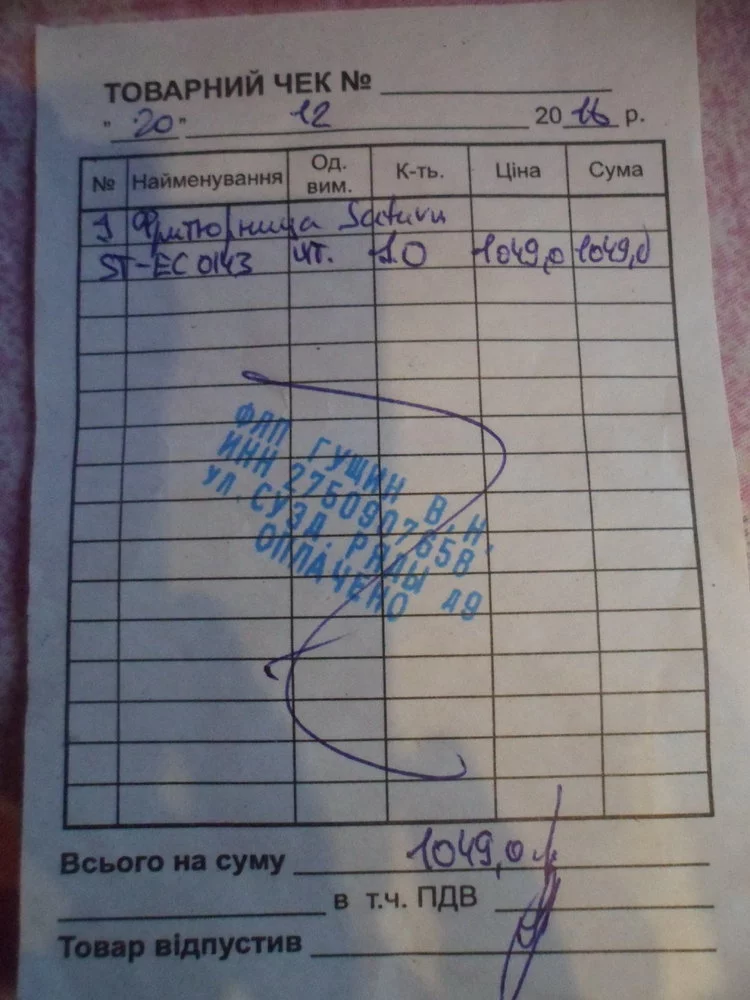 ТОВАРНИЙ ЧЕК №
" 20 " 12 20 16 р.
№ Найменування Од. вим. К-ть. Ціна Сума
1 Фритюрница Saturn
ST-EC 0143 шт. 1.0 1049,0 1049,0
ФЛП ГУЩИН В.Н.
ИНН 2750907658
УЛ.СУЗД.РЯДЫ 49
ОПЛАЧЕНО
Всього на суму 1049,0
в т.ч. ПДВ
Товар відпустив